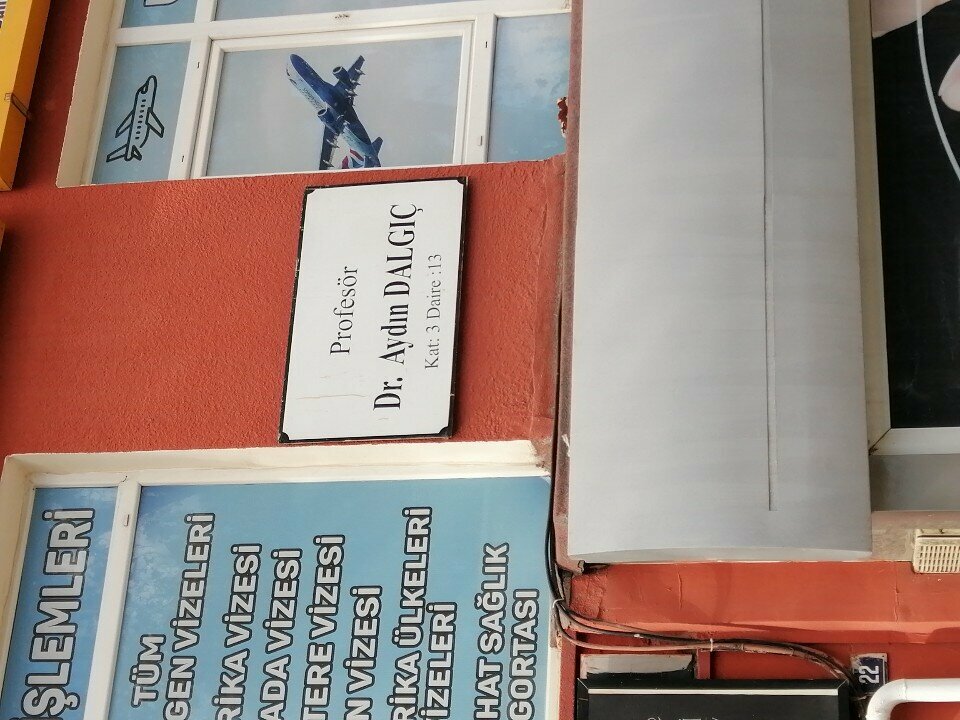 Profesör
Dr. Aydın DALGIÇ
Kat: 3 Daire :13
İŞLEMLERİ
TÜM
GEN VİZELERİ
RİKA VİZESİ
ADA VİZESİ
TERE VİZESİ
N VİZESİ
RİKA ÜLKELERİ
VİZELERİ
HAT SAĞLIK
GORTASI
22